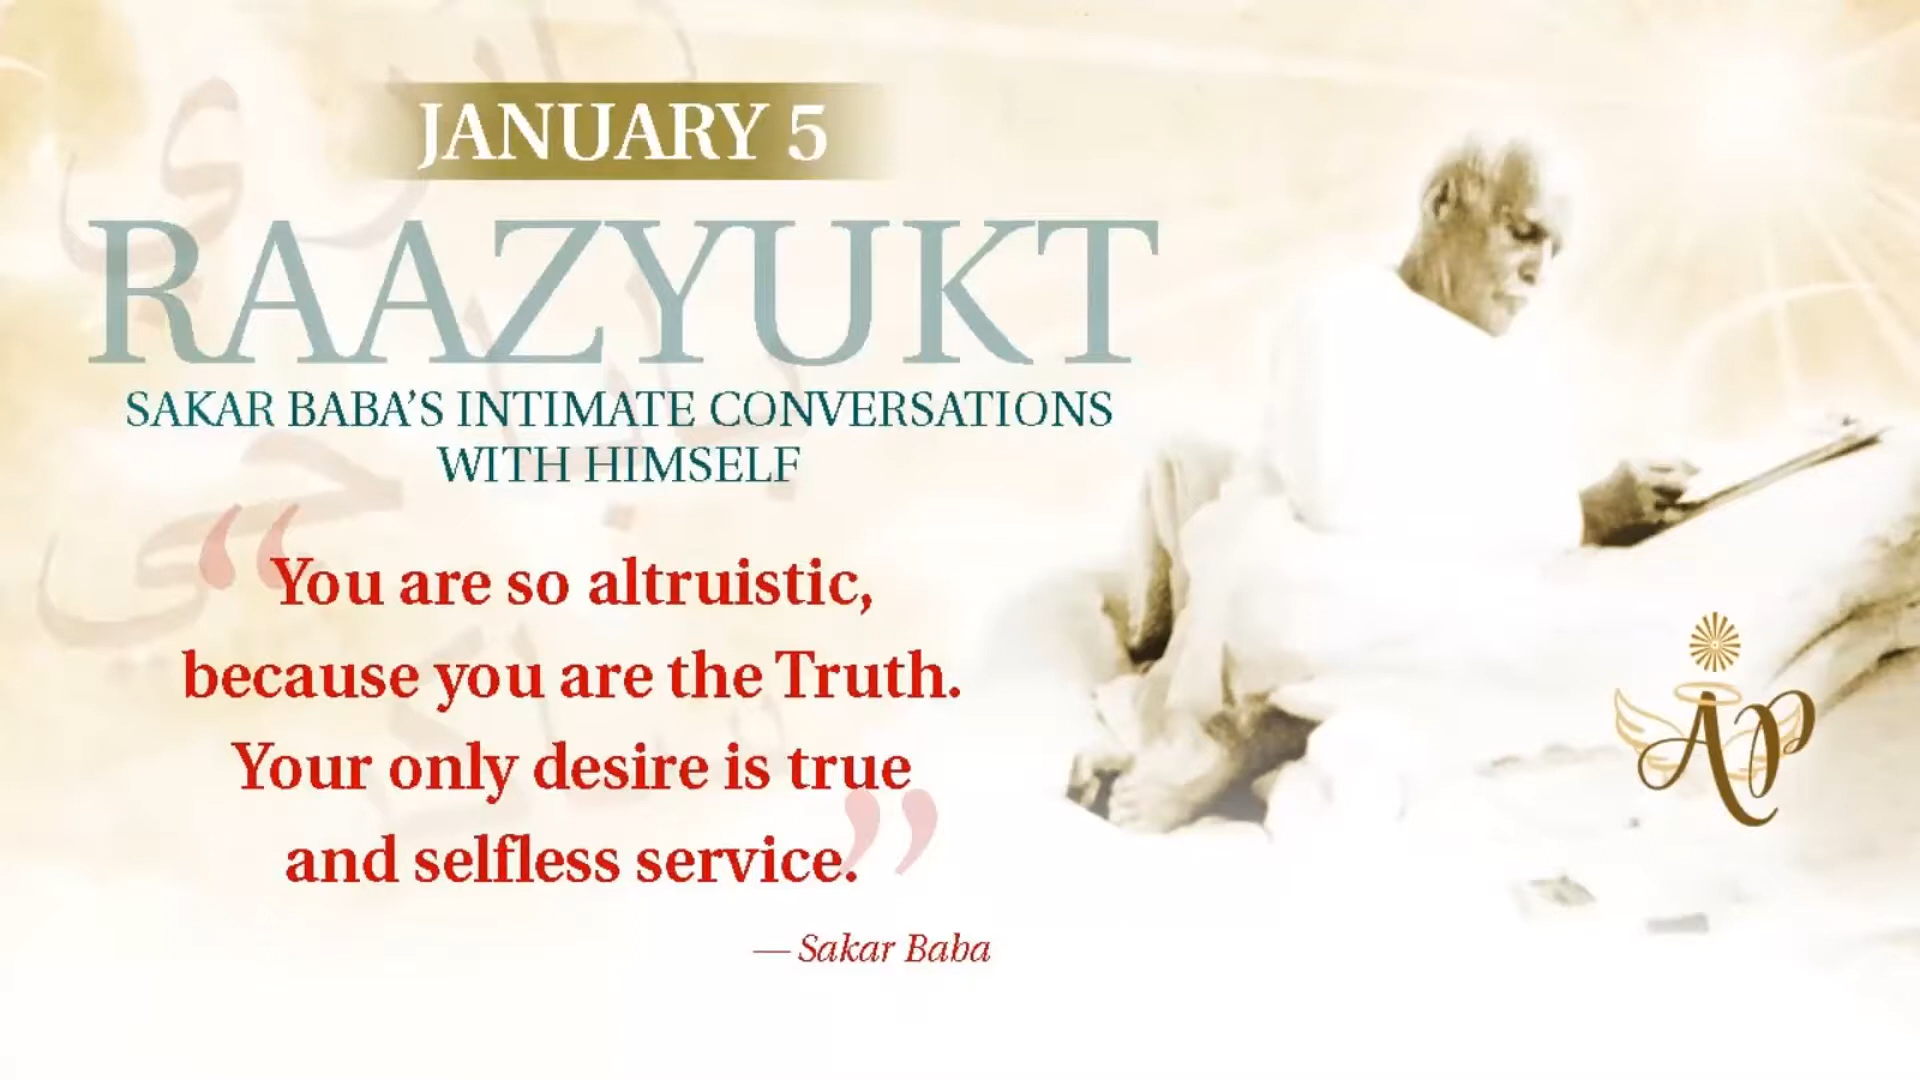 JANUARY 5
RAAZYUKT
SAKAR BABA’S INTIMATE CONVERSATIONS
WITH HIMSELF
“You are so altruistic,
because you are the Truth.
Your only desire is true
and selfless service.”
— Sakar Baba
AP